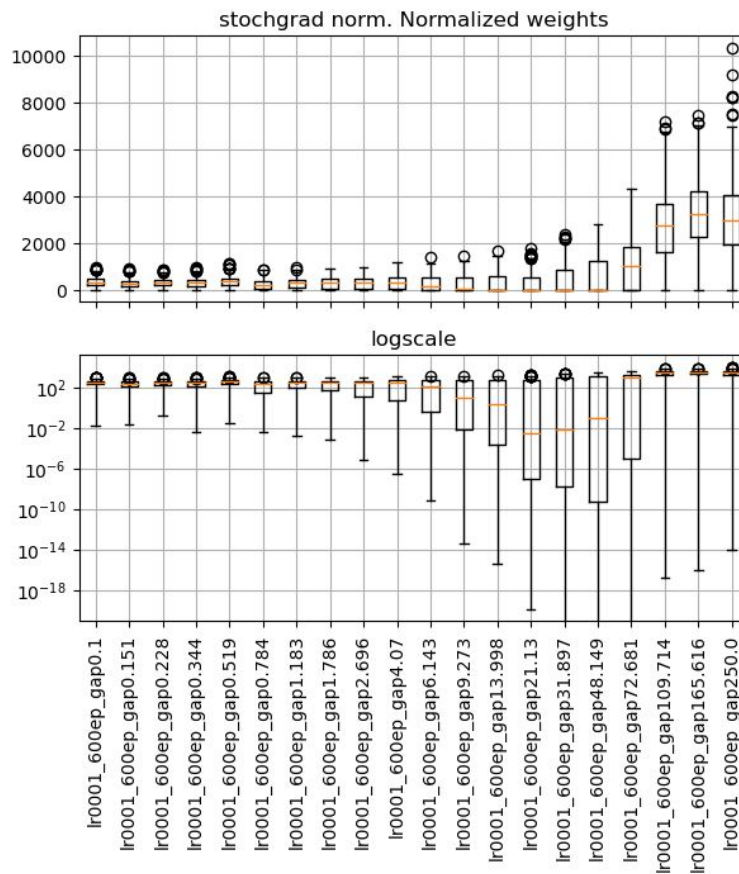 stochgrad norm. Normalized weights
10000
8000
6000
4000
2000
0
logscale
10²
10⁻²
10⁻⁶
10⁻¹⁰
10⁻¹⁴
10⁻¹⁸
lr0001_600ep_gap0.1
lr0001_600ep_gap0.151
lr0001_600ep_gap0.228
lr0001_600ep_gap0.344
lr0001_600ep_gap0.519
lr0001_600ep_gap0.784
lr0001_600ep_gap1.183
lr0001_600ep_gap1.786
lr0001_600ep_gap2.696
lr0001_600ep_gap4.07
lr0001_600ep_gap6.143
lr0001_600ep_gap9.273
lr0001_600ep_gap13.998
lr0001_600ep_gap21.13
lr0001_600ep_gap31.897
lr0001_600ep_gap48.149
lr0001_600ep_gap72.681
lr0001_600ep_gap109.714
lr0001_600ep_gap165.616
lr0001_600ep_gap250.0